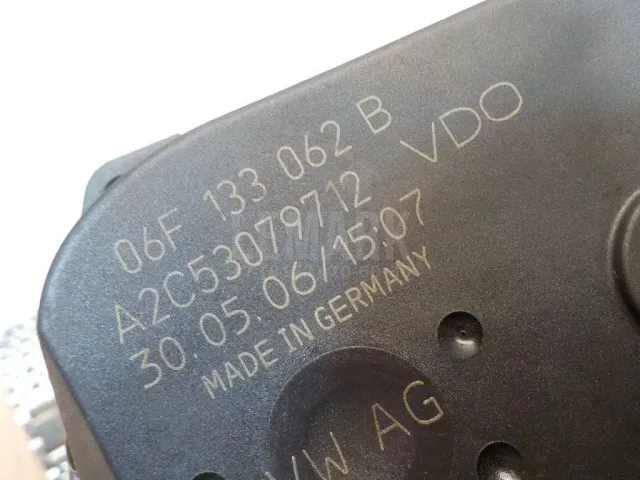 06F 133 062 B
A2C53079712 VDO
30.05.06/15:07
MADE IN GERMANY
VW AG